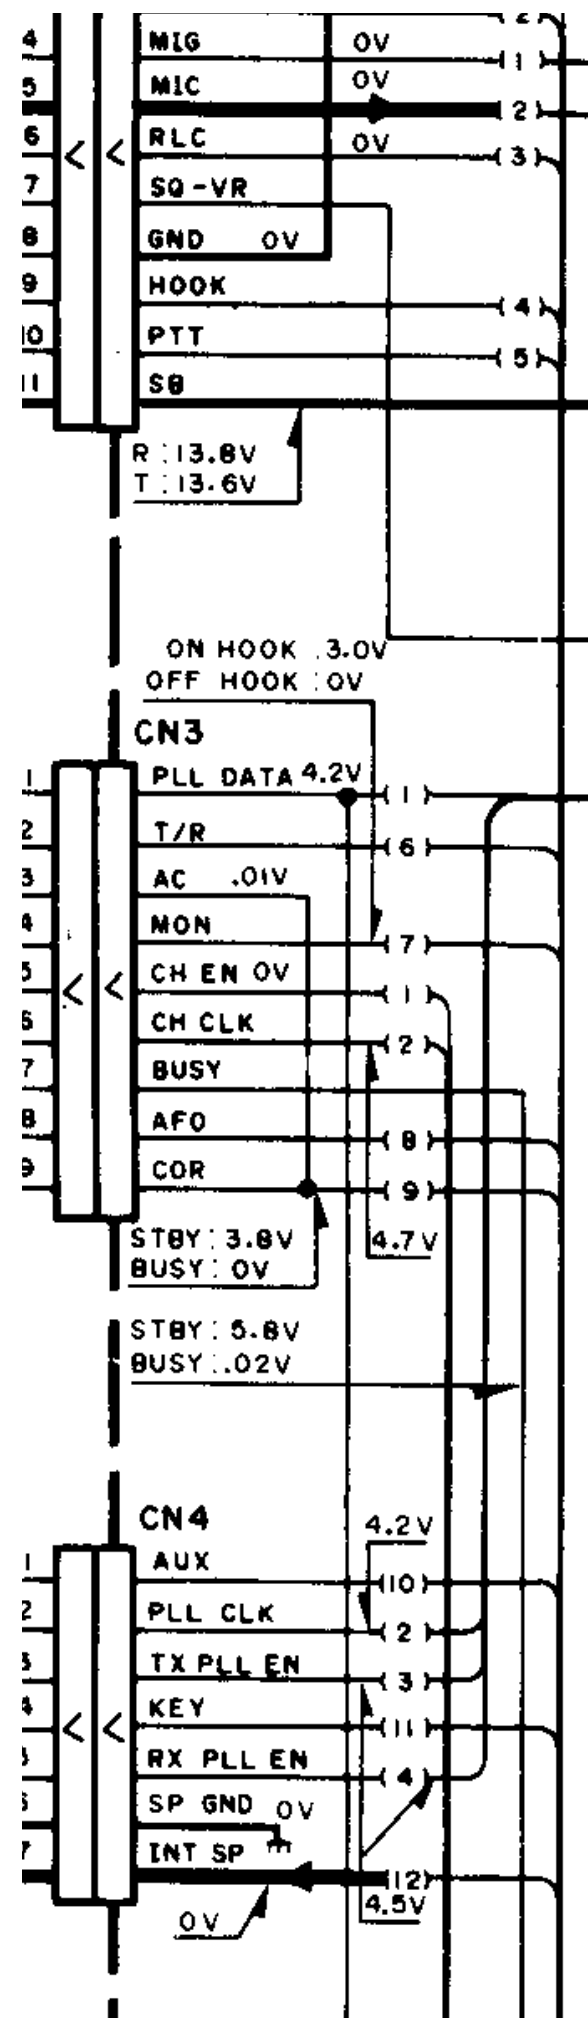 2
4 MIG 0V 1
5 MIC 0V 2
6 RLC 0V 3
7 SQ-VR
8 GND 0V
9 HOOK 4
10 PTT 5
11 SB
R:13.8V
T:13.6V
ON HOOK :3.0V
OFF HOOK :0V
CN3
1 PLL DATA 4.2V 1
2 T/R 6
3 AC .01V
4 MON 7
5 CH EN 0V 1
6 CH CLK 2
7 BUSY
8 AFO 8
9 COR 9
STBY:3.8V 4.7V
BUSY:0V
STBY:5.8V
BUSY:.02V
CN4
4.2V
1 AUX 10
2 PLL CLK 2
3 TX PLL EN 3
4 KEY 11
5 RX PLL EN 4
6 SP GND 0V
7 INT SP 12
4.5V
0V